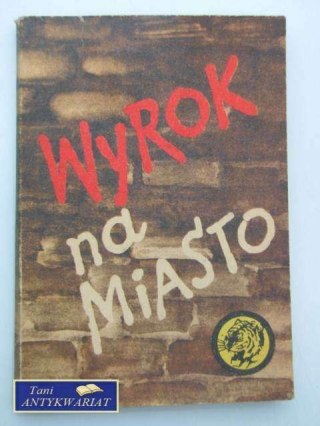 WyROK
na
MiASTO
Tani
ANTYKWARIAT